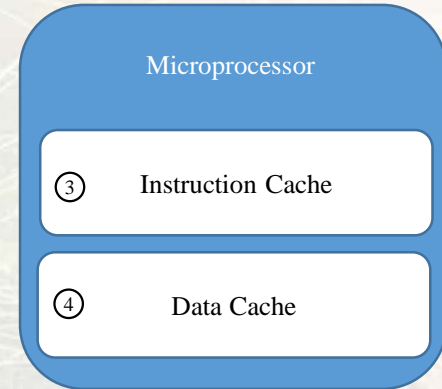 Microprocessor
③ Instruction Cache
④ Data Cache